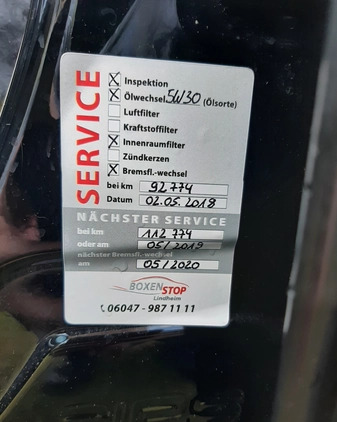 SERVICE
☒ Inspektion
☒ Ölwechsel 5W30 (Ölsorte)
☐ Luftfilter
☐ Kraftstoffilter
☒ Innenraumfilter
☐ Zündkerzen
☒ Bremsfl.-wechsel
bei km 92774
Datum 02.05.2018
NÄCHSTER SERVICE
bei km 112774
oder am 05/2019
nächster Bremsfl.-wechsel
am 05/2020
BOXENSTOP
Lindheim
06047 - 987 11 11